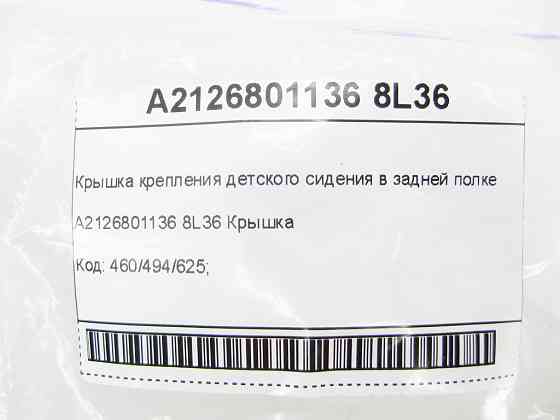 A2126801136 8L36
Крышка крепления детского сидения в задней полке
A2126801136 8L36 Крышка
Код: 460/494/625;